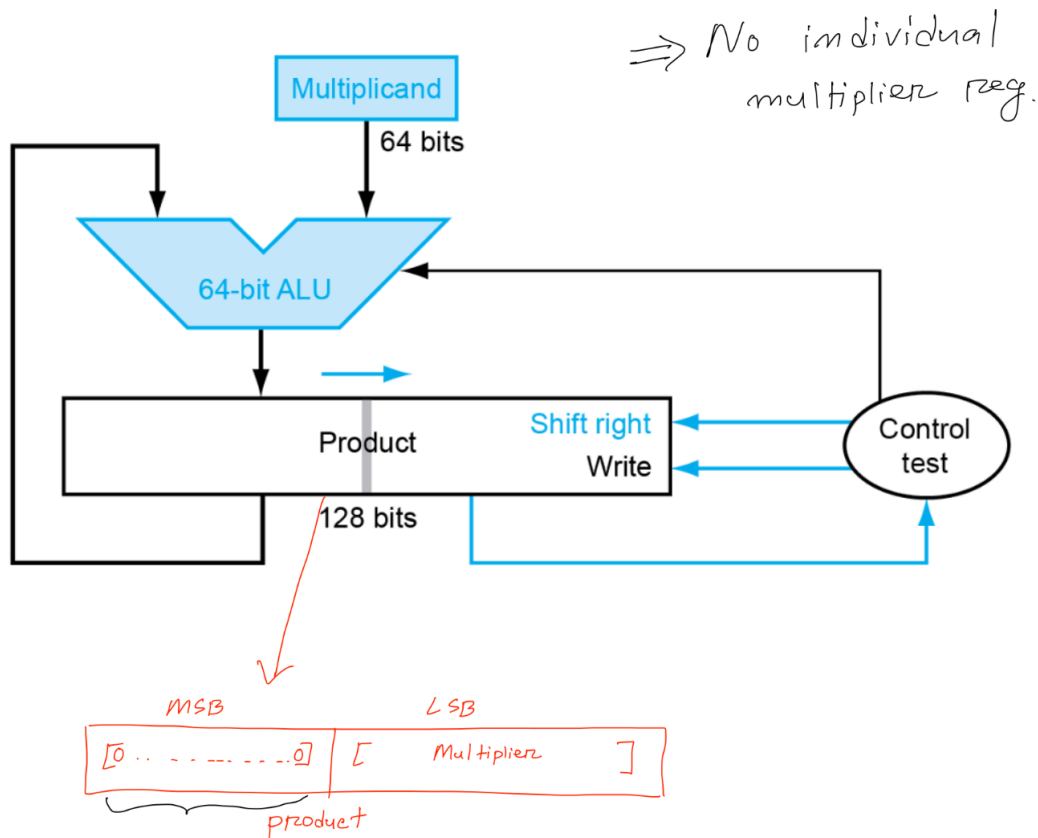 ⇒ No individual
multiplier reg.
Multiplicand
64 bits
64-bit ALU
Product
Shift right
Write
Control
test
128 bits
MSB LSB
[0 .. - - ... - ...0] [ Multiplier ]
product